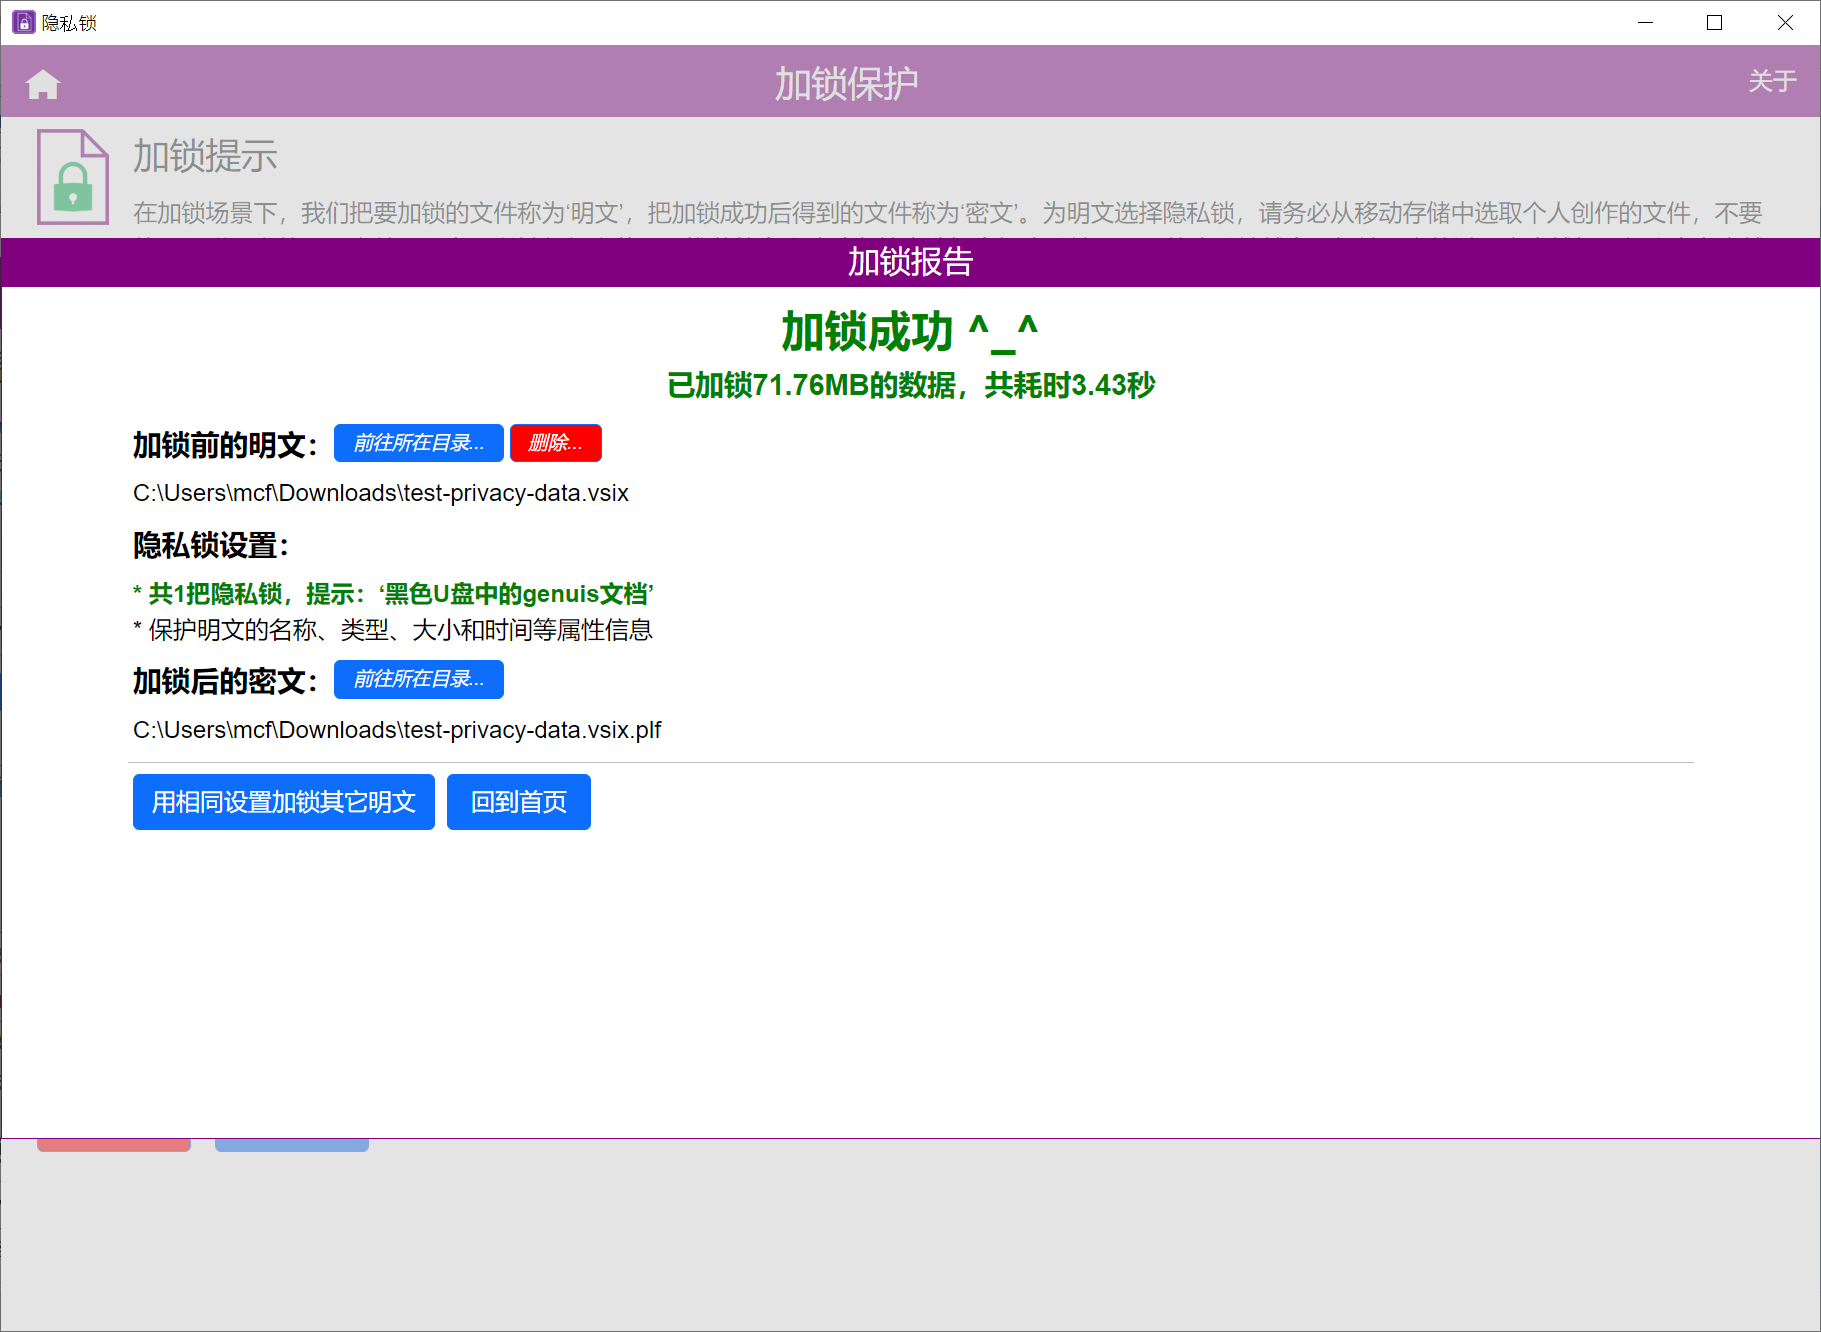 隐私锁
加锁保护
关于
加锁提示
在加锁场景下，我们把要加锁的文件称为‘明文’，把加锁成功后得到的文件称为‘密文’。为明文选择隐私锁，请务必从移动存储中选取个人创作的文件，不要
加锁报告
加锁成功 ^_^
已加锁71.76MB的数据，共耗时3.43秒
加锁前的明文： 前往所在目录... 删除...
C:\Users\mcf\Downloads\test-privacy-data.vsix
隐私锁设置：
* 共1把隐私锁，提示：‘黑色U盘中的genuis文档’
* 保护明文的名称、类型、大小和时间等属性信息
加锁后的密文： 前往所在目录...
C:\Users\mcf\Downloads\test-privacy-data.vsix.plf
用相同设置加锁其它明文 回到首页